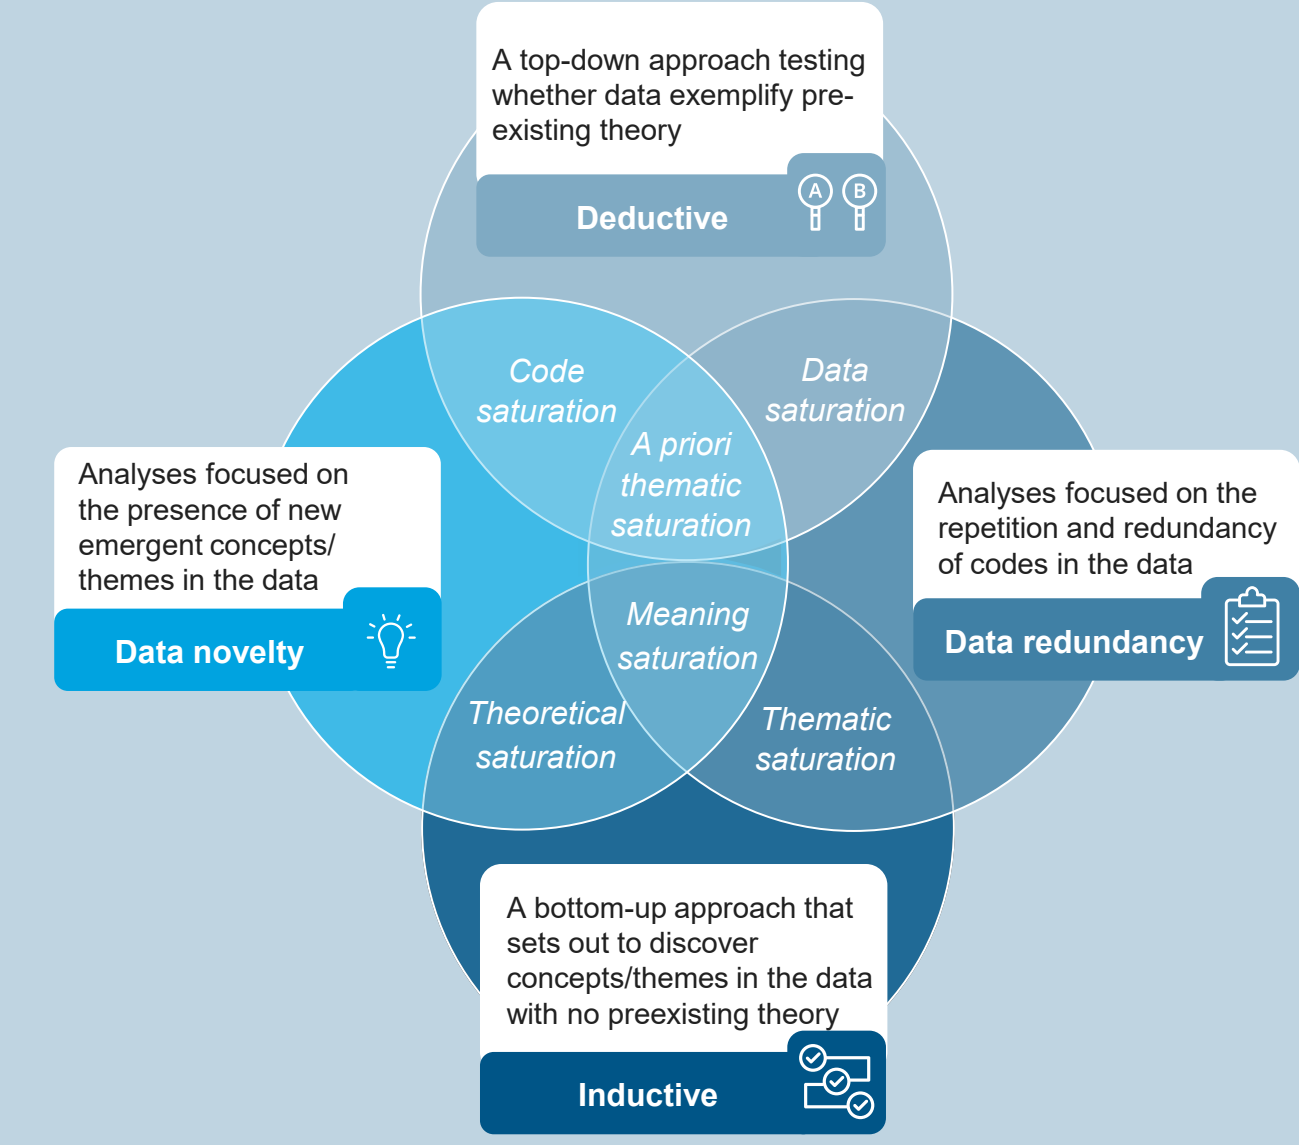 A top-down approach testing
whether data exemplify pre-
existing theory
A B
Deductive
Code
saturation
Data
saturation
A priori
thematic
saturation
Analyses focused on
the presence of new
emergent concepts/
themes in the data
Data novelty
Analyses focused on the
repetition and redundancy
of codes in the data
Data redundancy
Meaning
saturation
Theoretical
saturation
Thematic
saturation
A bottom-up approach that
sets out to discover
concepts/themes in the data
with no preexisting theory
Inductive